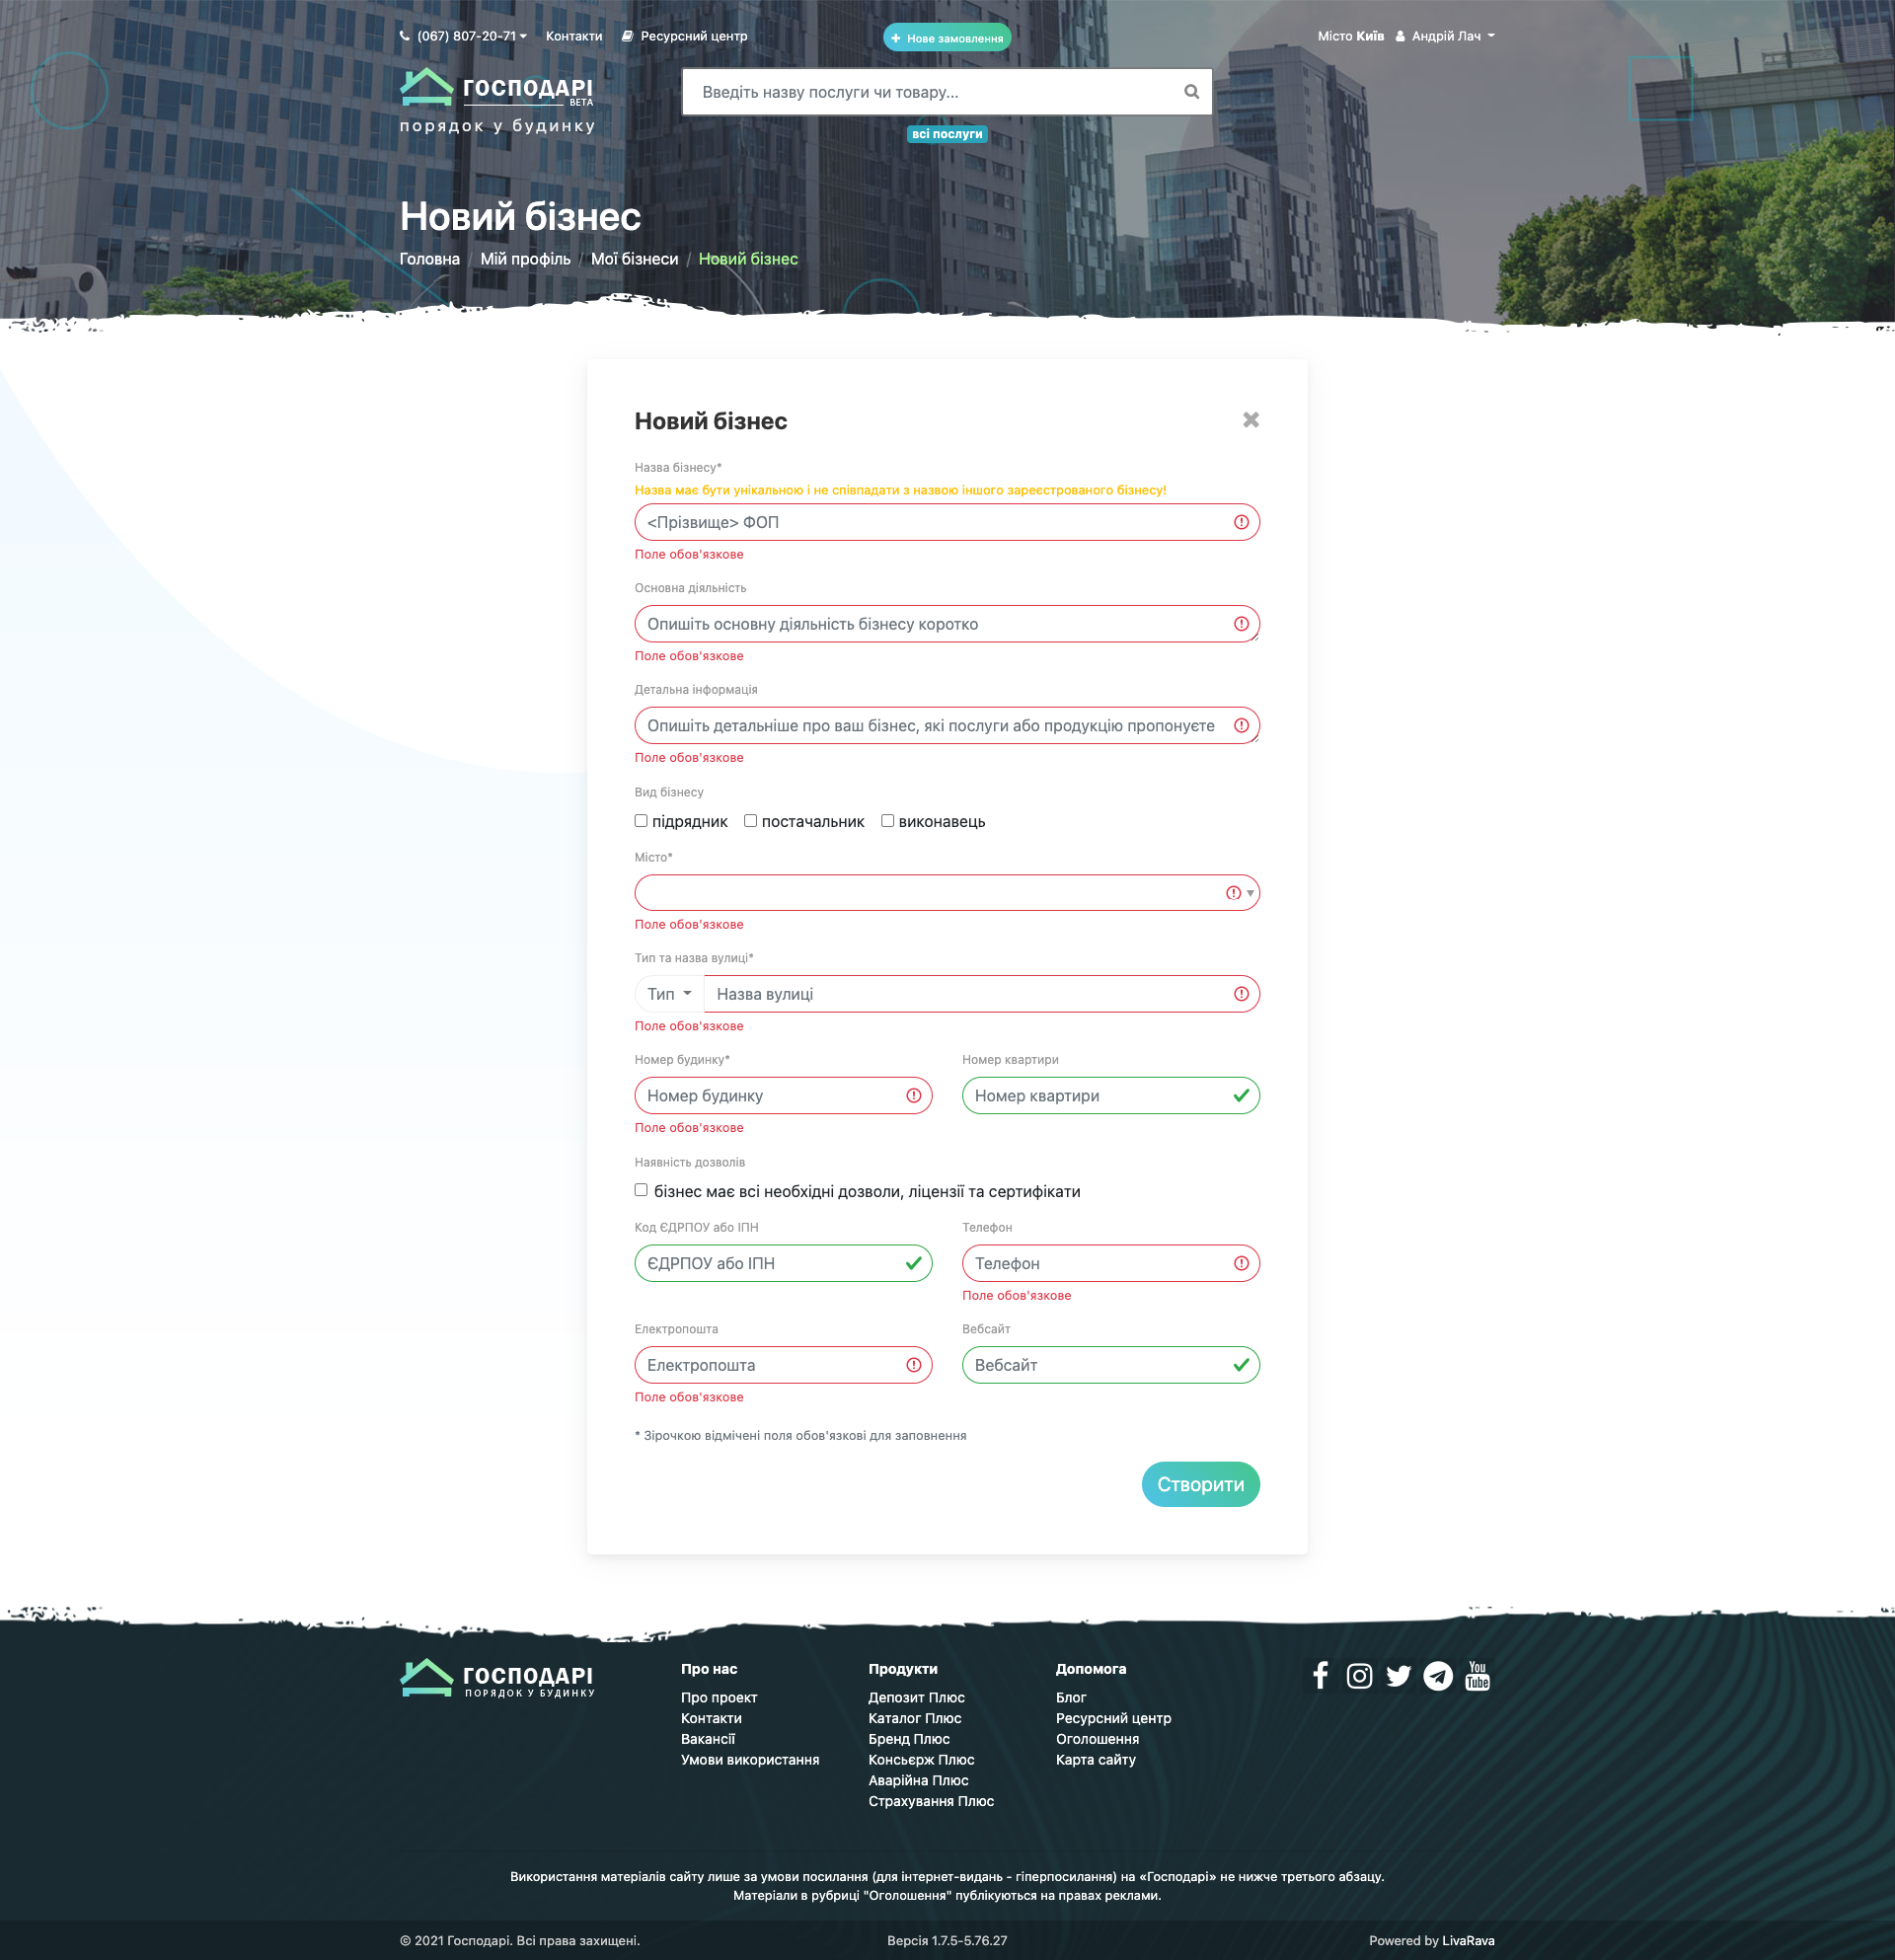 (067) 807-20-71 Контакти Ресурсний центр
+ Нове замовлення
Місто Київ Андрій Лач
ГОСПОДАРІ
BETA
порядок у будинку
Введіть назву послуги чи товару...
всі послуги
Новий бізнес
Головна / Мій профіль / Мої бізнеси / Новий бізнес
Новий бізнес
Назва бізнесу*
Назва має бути унікальною і не співпадати з назвою іншого зареєстрованого бізнесу!
<Прізвище> ФОП
Поле обов'язкове
Основна діяльність
Опишіть основну діяльність бізнесу коротко
Поле обов'язкове
Детальна інформація
Опишіть детальніше про ваш бізнес, які послуги або продукцію пропонуєте
Поле обов'язкове
Вид бізнесу
підрядник постачальник виконавець
Місто*
Поле обов'язкове
Тип та назва вулиці*
Тип Назва вулиці
Поле обов'язкове
Номер будинку* Номер квартири
Номер будинку Номер квартири
Поле обов'язкове
Наявність дозволів
бізнес має всі необхідні дозволи, ліцензії та сертифікати
Код ЄДРПОУ або ІПН Телефон
ЄДРПОУ або ІПН Телефон
Поле обов'язкове
Електропошта Вебсайт
Електропошта Вебсайт
Поле обов'язкове
* Зірочкою відмічені поля обов'язкові для заповнення
Створити
ГОСПОДАРІ
ПОРЯДОК У БУДИНКУ
Про нас
Про проект
Контакти
Вакансії
Умови використання
Продукти
Депозит Плюс
Каталог Плюс
Бренд Плюс
Консьєрж Плюс
Аварійна Плюс
Страхування Плюс
Допомога
Блог
Ресурсний центр
Оголошення
Карта сайту
You
Tube
Використання матеріалів сайту лише за умови посилання (для інтернет-видань - гіперпосилання) на «Господарі» не нижче третього абзацу.
Матеріали в рубриці "Оголошення" публікуються на правах реклами.
© 2021 Господарі. Всі права захищені. Версія 1.7.5-5.76.27 Powered by LivaRava